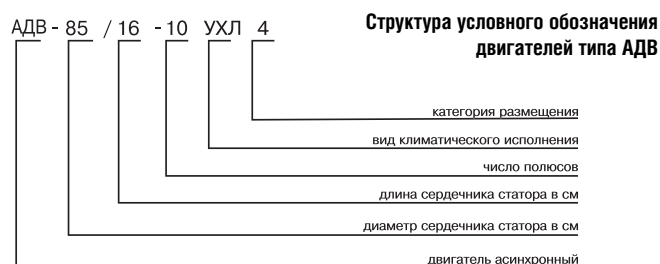 АДВ - 85 / 16 - 10 УХЛ 4
Структура условного обозначения
двигателей типа АДВ
категория размещения
вид климатического исполнения
число полюсов
длина сердечника статора в см
диаметр сердечника статора в см
двигатель асинхронный